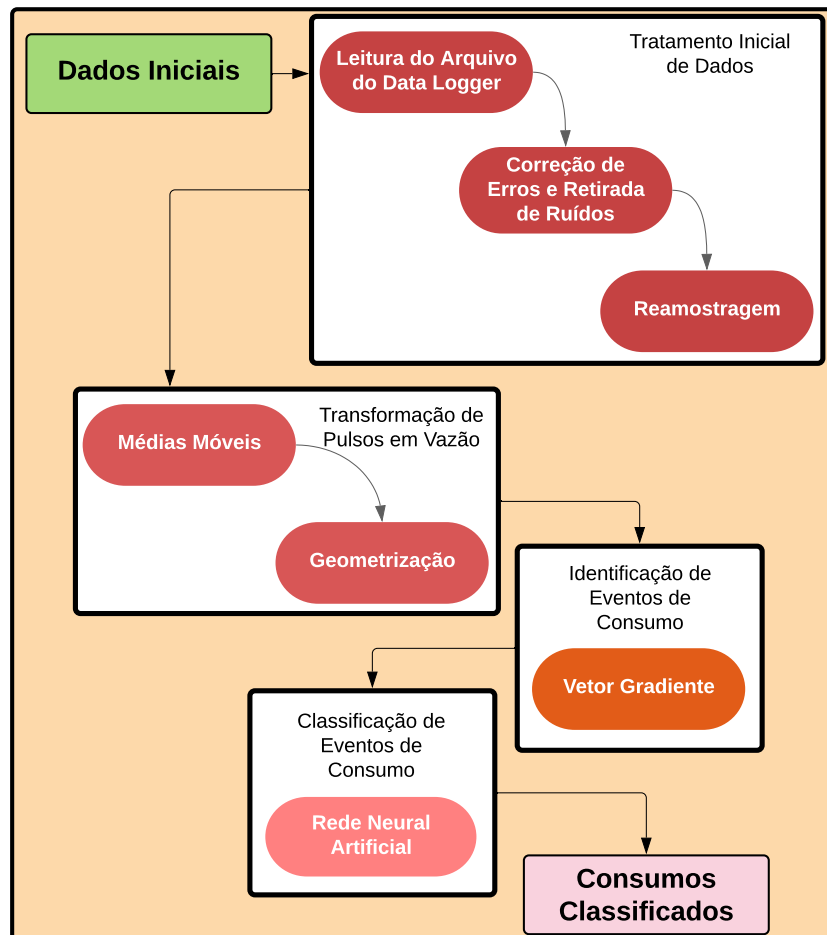 Dados Iniciais
Tratamento Inicial
de Dados
Leitura do Arquivo
do Data Logger
Correção de
Erros e Retirada
de Ruídos
Reamostragem
Transformação de
Pulsos em Vazão
Médias Móveis
Geometrização
Identificação de
Eventos de
Consumo
Vetor Gradiente
Classificação de
Eventos de
Consumo
Rede Neural
Artificial
Consumos
Classificados